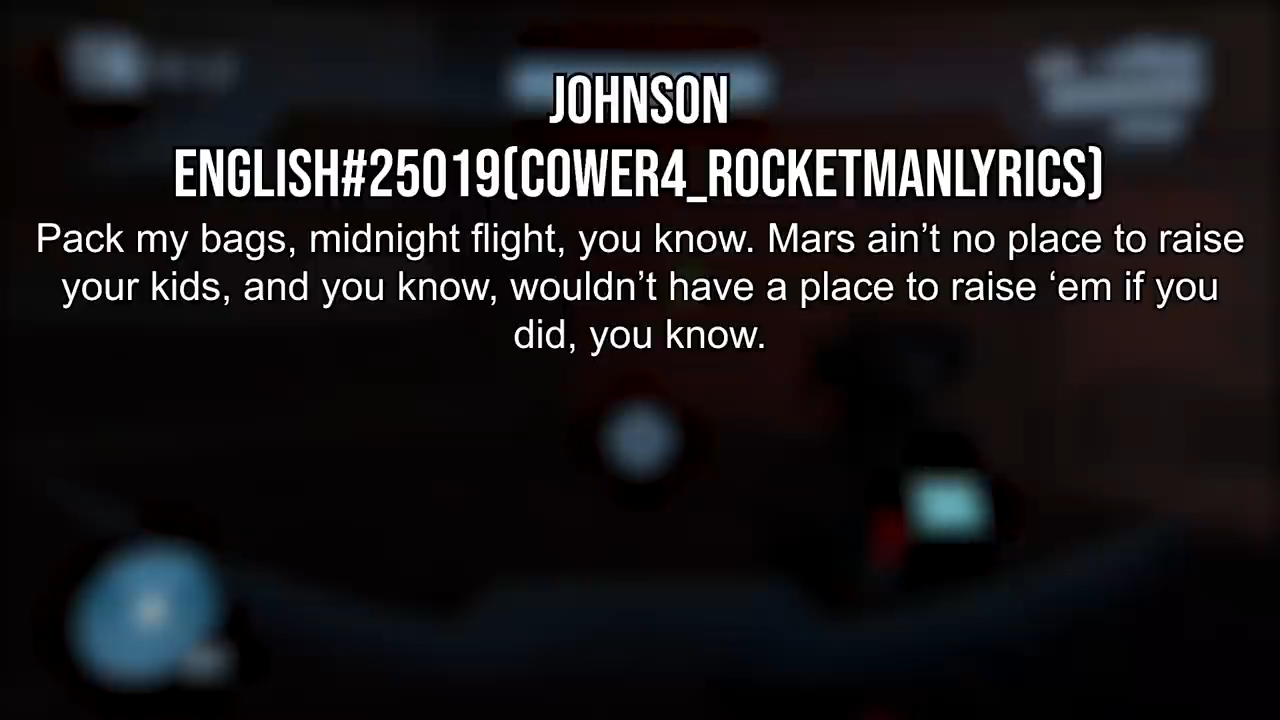 JOHNSON
ENGLISH#25019(COWER4_ROCKETMANLYRICS)
Pack my bags, midnight flight, you know. Mars ain’t no place to raise
your kids, and you know, wouldn’t have a place to raise ‘em if you
did, you know.